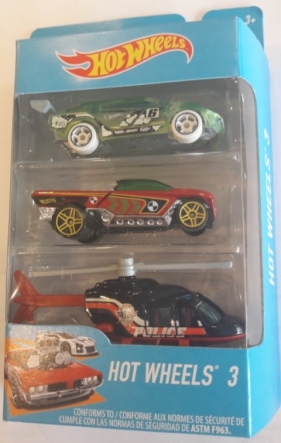 Hot Wheels
3+
6
POLICE
HOT WHEELS 3
HOT WHEELS® 3
CONFORMS TO / CONFORME AUX NORMES DE SÉCURITÉ DE
CUMPLE CON LAS NORMAS DE SEGURIDAD DE ASTM F963.